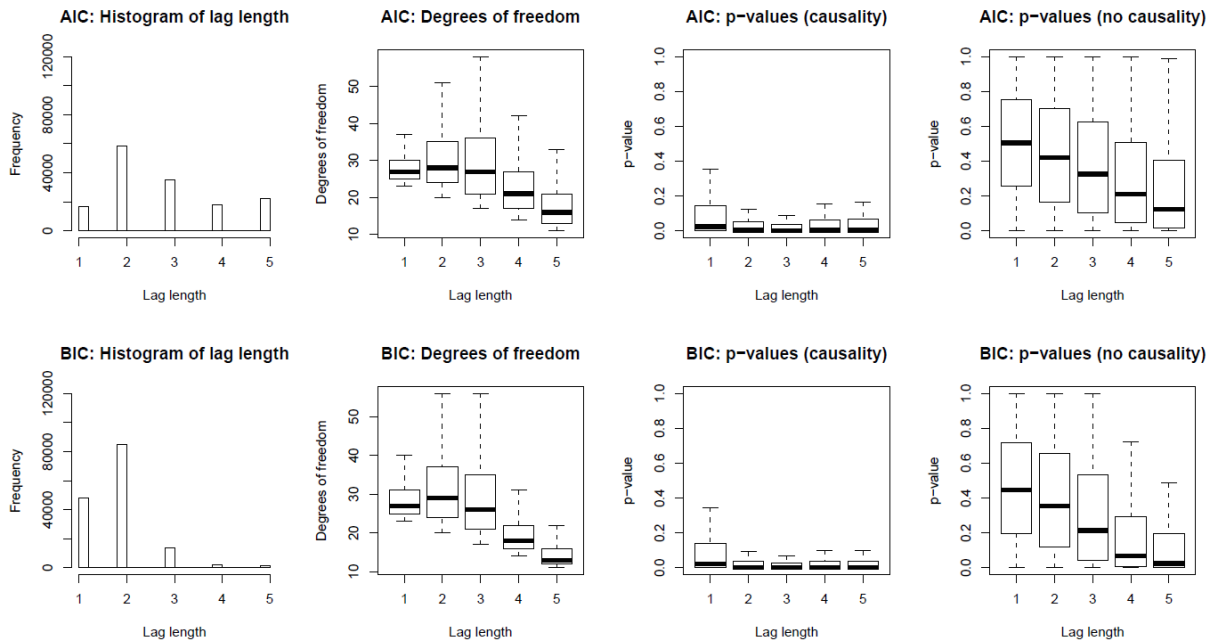 AIC: Histogram of lag length
Frequency
0 40000 80000 120000
1 2 3 4 5
Lag length
AIC: Degrees of freedom
Degrees of freedom
10 20 30 40 50
1 2 3 4 5
Lag length
AIC: p−values (causality)
p−value
0.0 0.2 0.4 0.6 0.8 1.0
1 2 3 4 5
Lag length
AIC: p−values (no causality)
p−value
0.0 0.2 0.4 0.6 0.8 1.0
1 2 3 4 5
Lag length
BIC: Histogram of lag length
Frequency
0 40000 80000 120000
1 2 3 4 5
Lag length
BIC: Degrees of freedom
Degrees of freedom
10 20 30 40 50
1 2 3 4 5
Lag length
BIC: p−values (causality)
p−value
0.0 0.2 0.4 0.6 0.8 1.0
1 2 3 4 5
Lag length
BIC: p−values (no causality)
p−value
0.0 0.2 0.4 0.6 0.8 1.0
1 2 3 4 5
Lag length